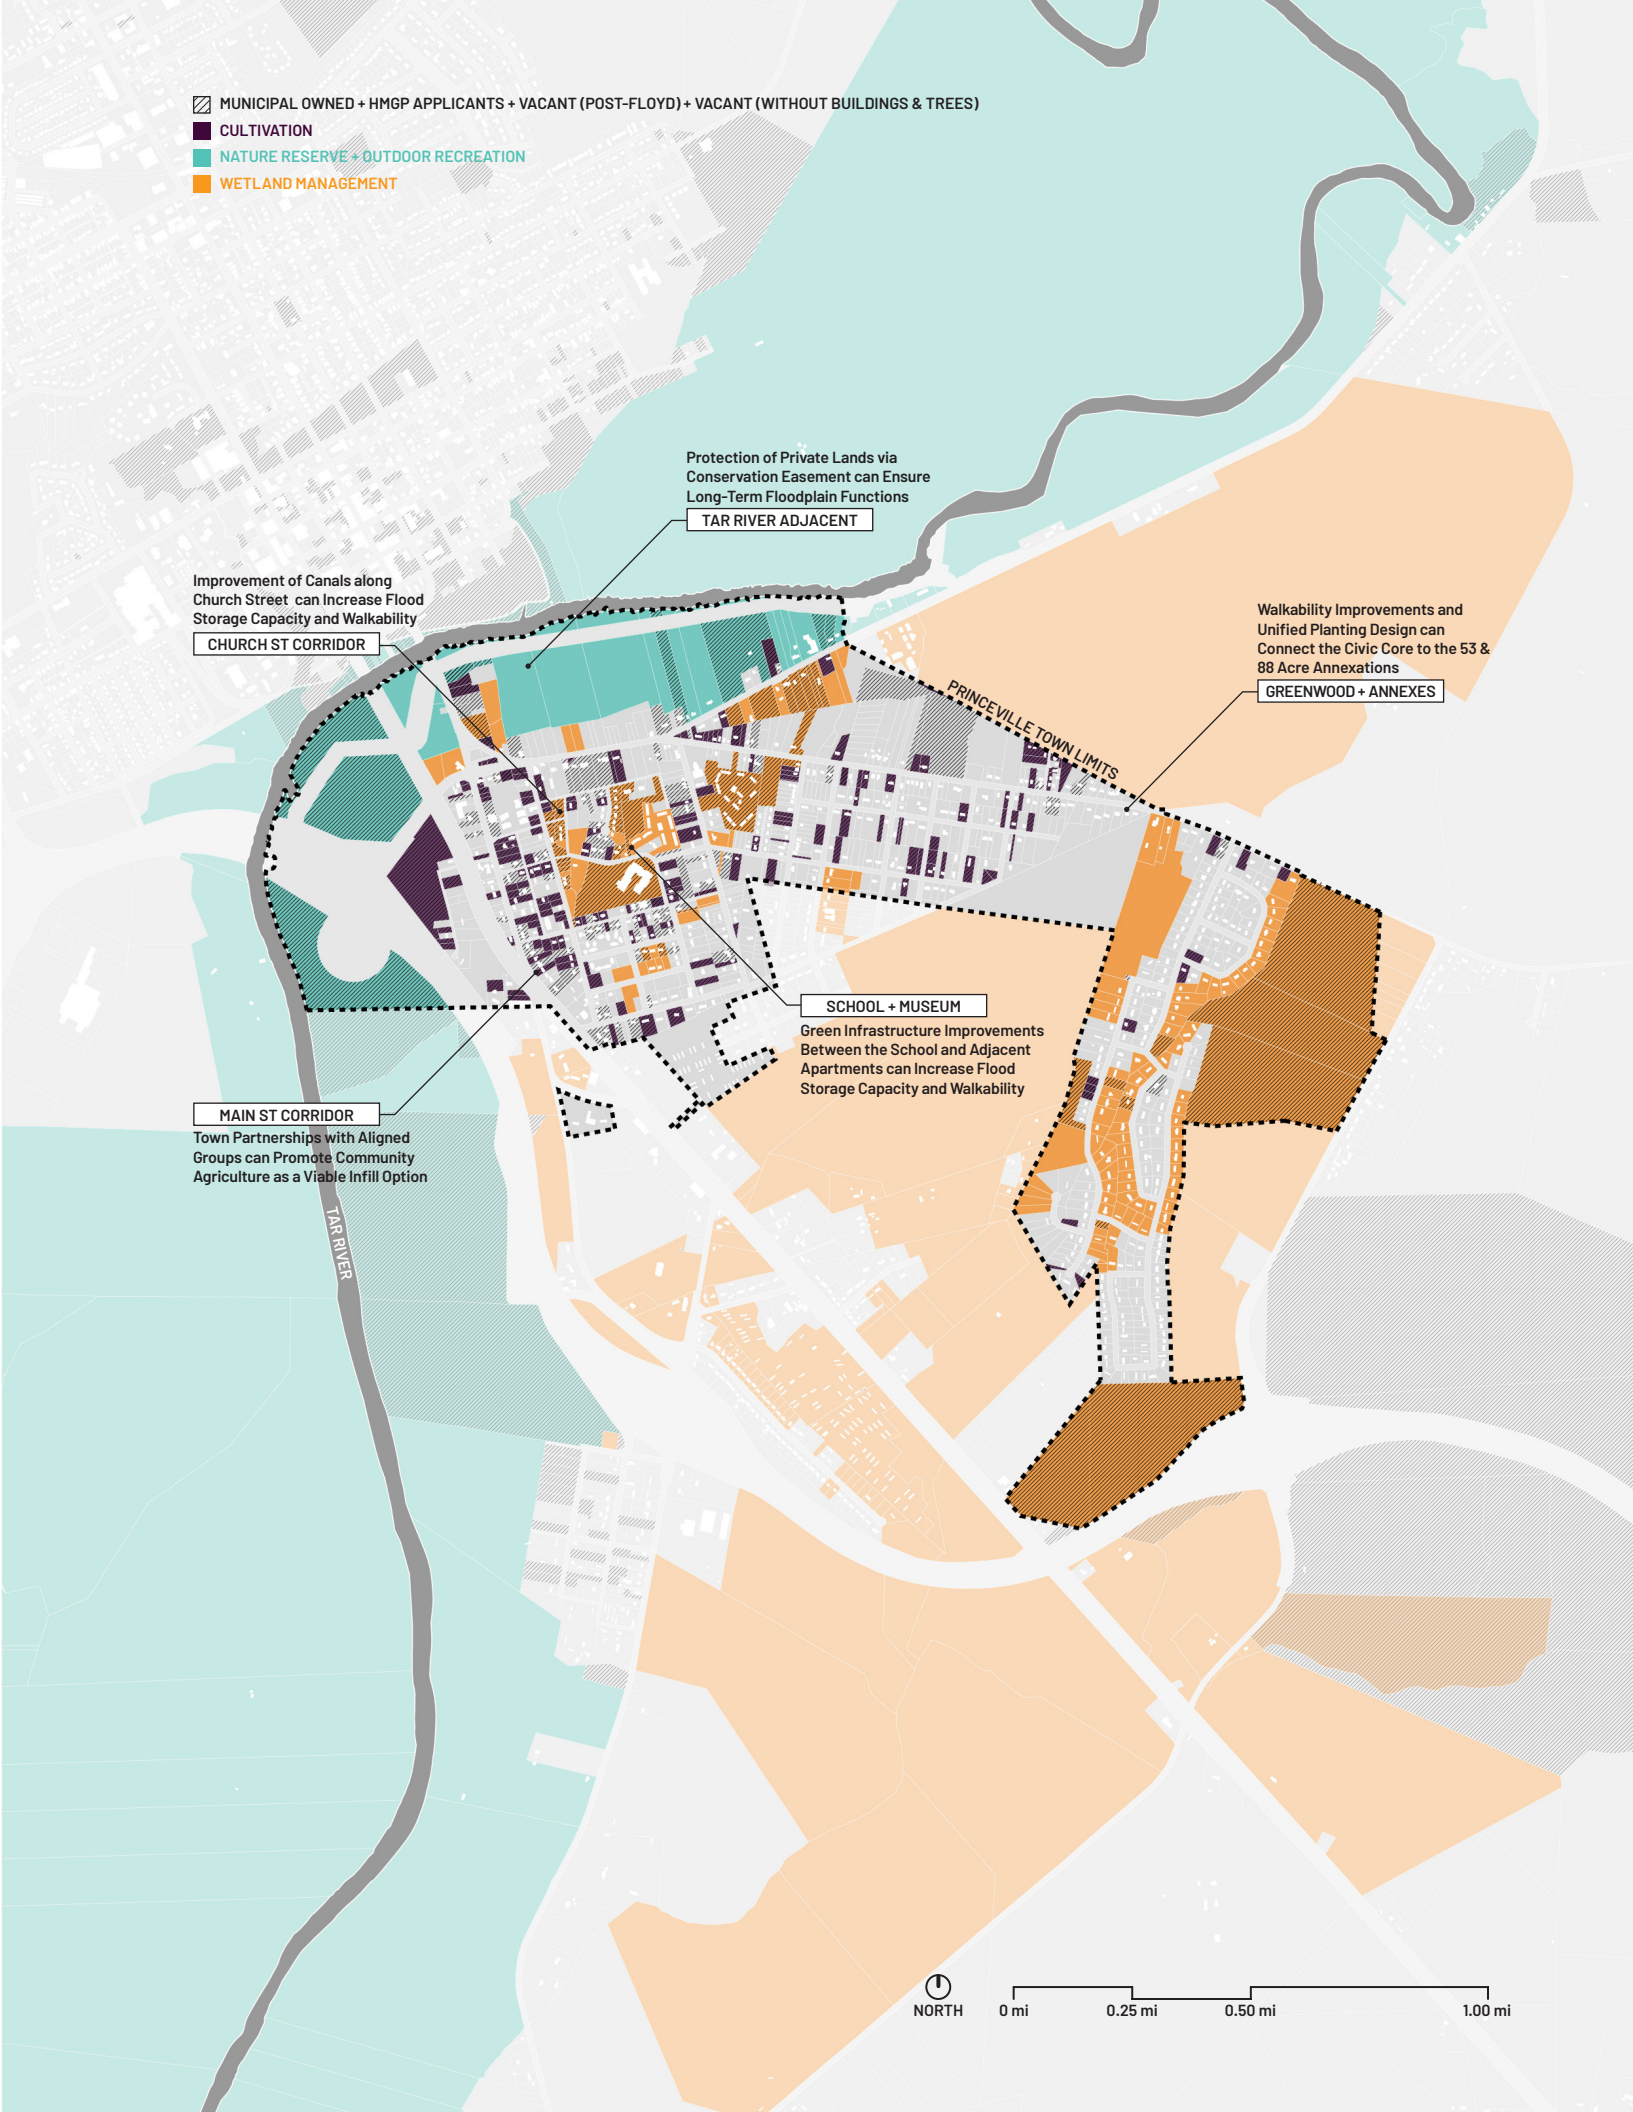 MUNICIPAL OWNED + HMGP APPLICANTS + VACANT (POST-FLOYD) + VACANT (WITHOUT BUILDINGS & TREES)
CULTIVATION
NATURE RESERVE + OUTDOOR RECREATION
WETLAND MANAGEMENT
Protection of Private Lands via
Conservation Easement can Ensure
Long-Term Floodplain Functions
TAR RIVER ADJACENT
Improvement of Canals along
Church Street can Increase Flood
Storage Capacity and Walkability
CHURCH ST CORRIDOR
Walkability Improvements and
Unified Planting Design can
Connect the Civic Core to the 53 &
88 Acre Annexations
GREENWOOD + ANNEXES
PRINCEVILLE TOWN LIMITS
SCHOOL + MUSEUM
Green Infrastructure Improvements
Between the School and Adjacent
Apartments can Increase Flood
Storage Capacity and Walkability
MAIN ST CORRIDOR
Town Partnerships with Aligned
Groups can Promote Community
Agriculture as a Viable Infill Option
TAR RIVER
NORTH
0 mi
0.25 mi
0.50 mi
1.00 mi